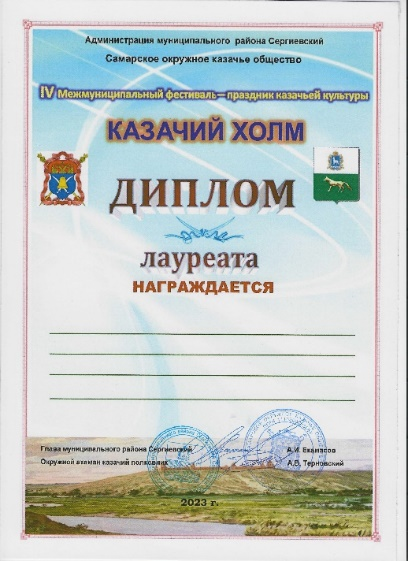 Администрация муниципального района Сергиевский
Самарское окружное казачье общество
IV Межмуниципальный фестиваль – праздник казачьей культуры
КАЗАЧИЙ ХОЛМ
ДИПЛОМ
лауреата
НАГРАЖДАЕТСЯ
Глава муниципального района Сергиевский А.И. Екамасов
Окружной атаман казачий полковник А.В. Терновский
2023 г.